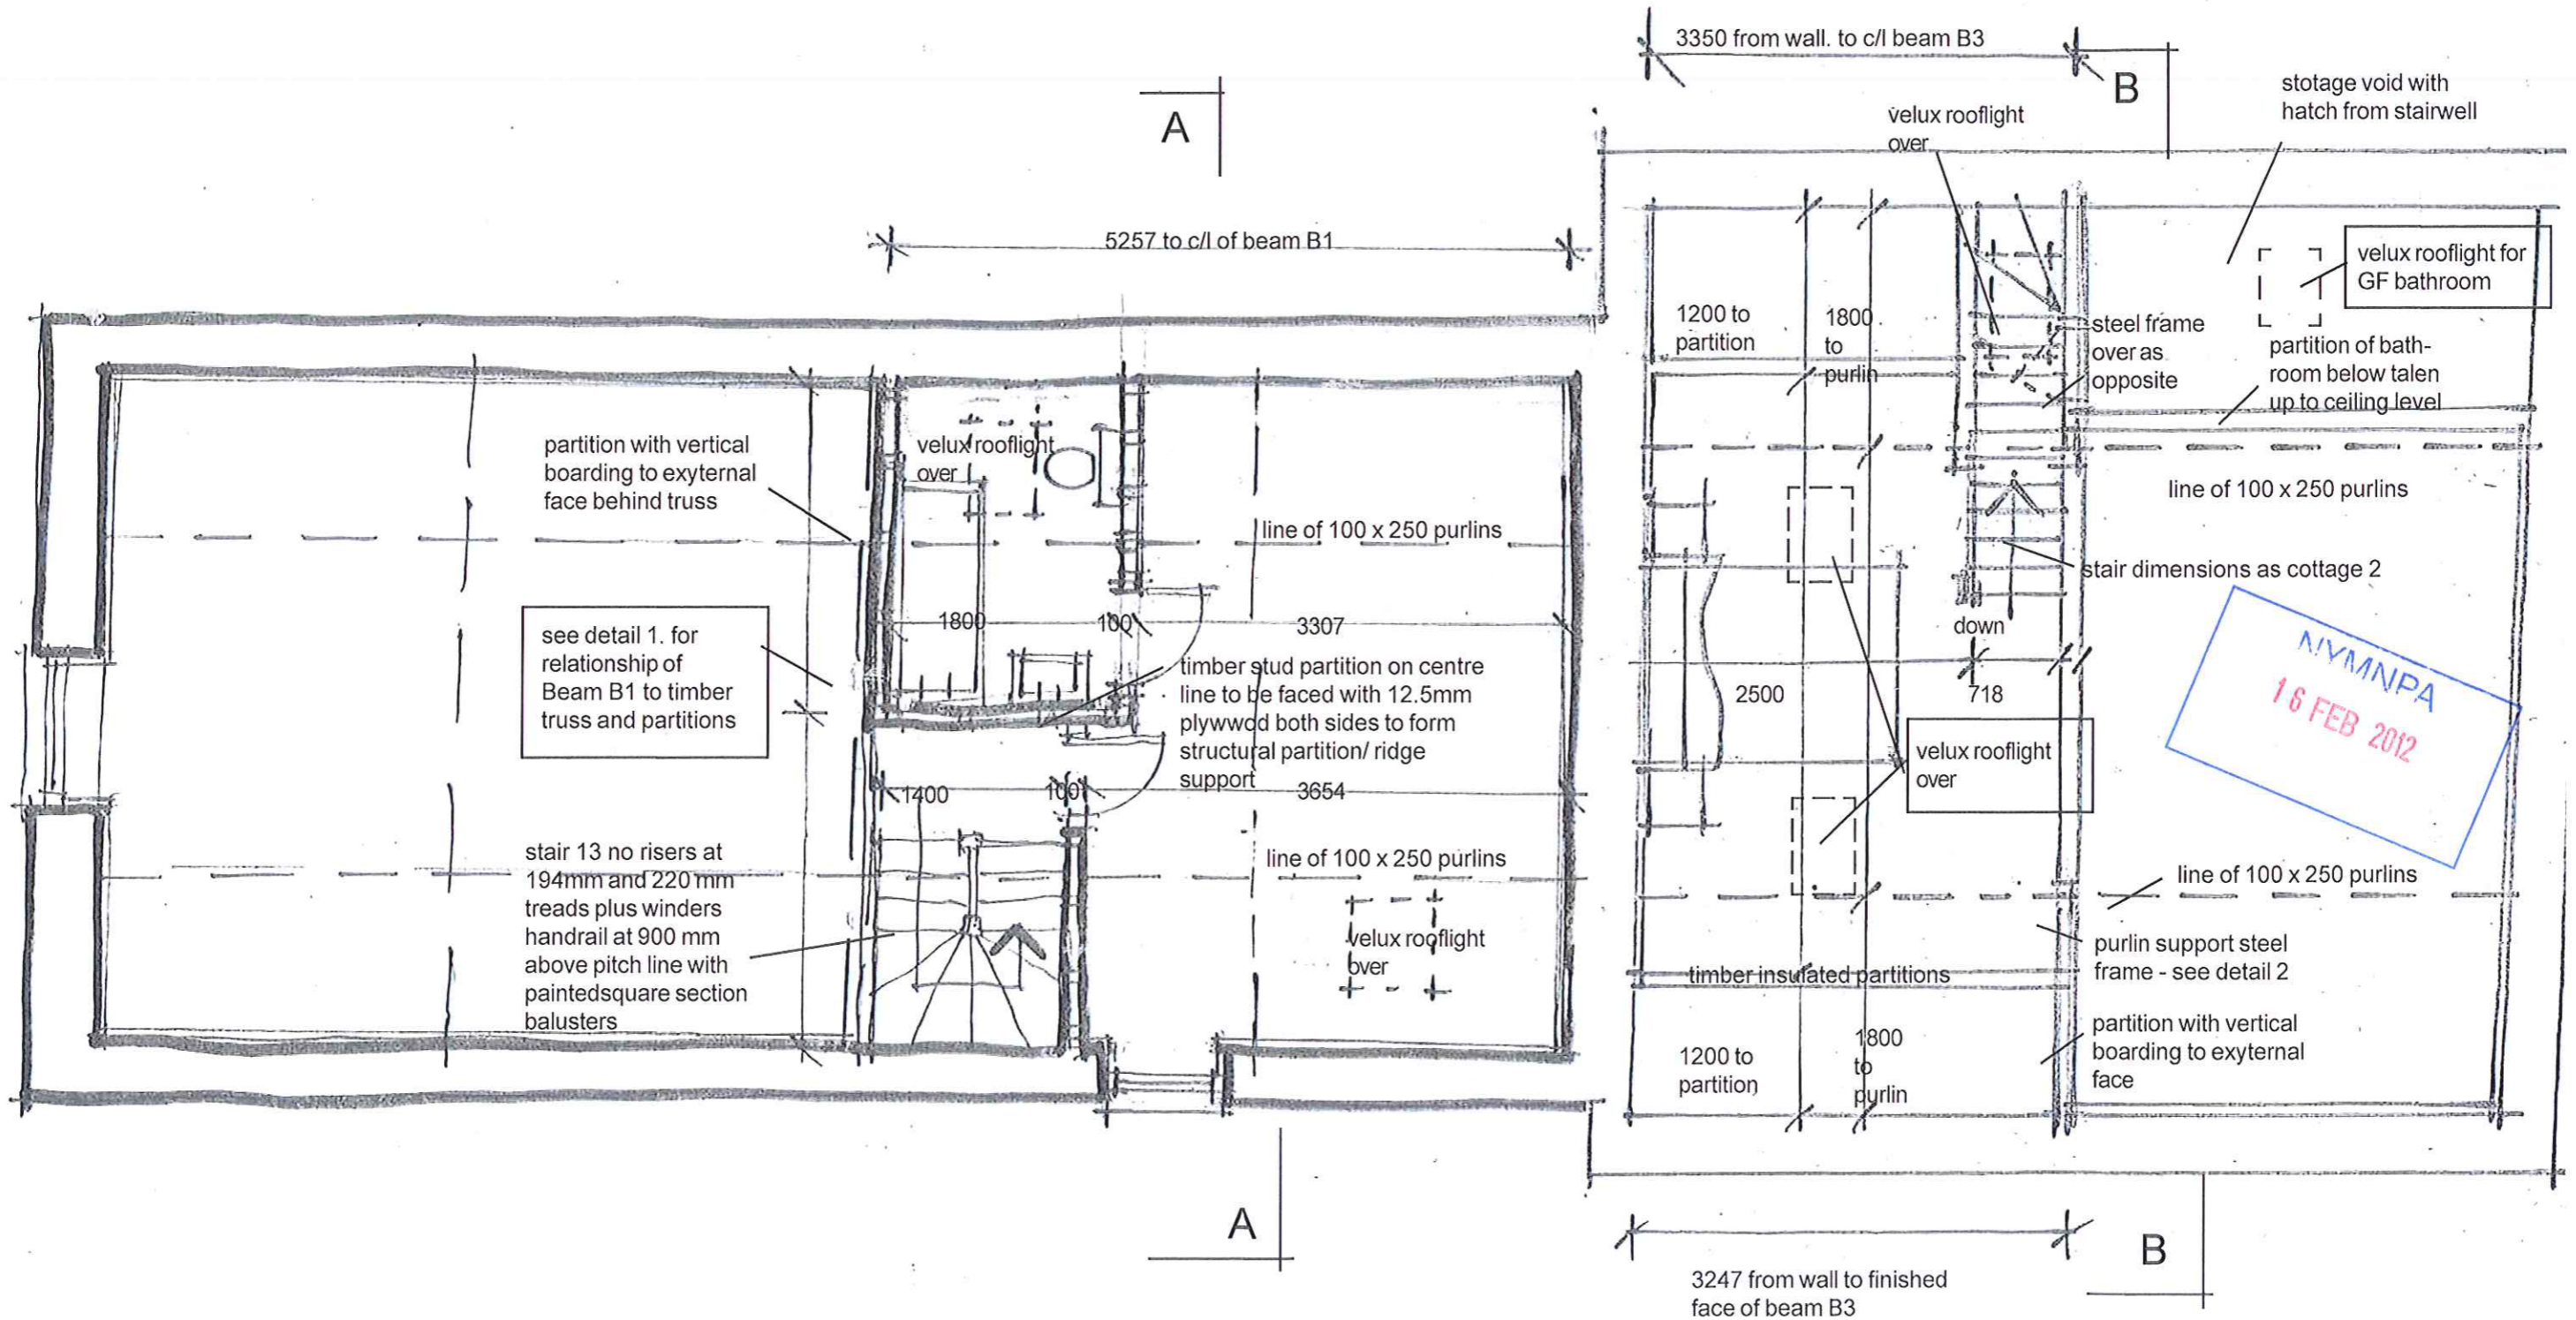 3350 from wall. to c/l beam B3
B
stotage void with
hatch from stairwell
A
velux rooflight
over
5257 to c/l of beam B1
velux rooflight for
GF bathroom
1200 to
partition
1800
to
purlin
steel frame
over as
opposite
partition of bath-
room below talen
up to ceiling level
partition with vertical
boarding to exyternal
face behind truss
velux rooflight
over
line of 100 x 250 purlins
line of 100 x 250 purlins
stair dimensions as cottage 2
see detail 1. for
relationship of
Beam B1 to timber
truss and partitions
1800
100
3307
down
timber stud partition on centre
line to be faced with 12.5mm
plywwod both sides to form
structural partition/ ridge
support
2500
718
NYMNPA
16 FEB 2012
velux rooflight
over
1400
100
3654
stair 13 no risers at
194mm and 220 mm
treads plus winders
handrail at 900 mm
above pitch line with
paintedsquare section
balusters
line of 100 x 250 purlins
line of 100 x 250 purlins
velux rooflight
over
purlin support steel
frame - see detail 2
timber insulated partitions
1200 to
partition
1800
to
purlin
partition with vertical
boarding to exyternal
face
A
B
3247 from wall to finished
face of beam B3